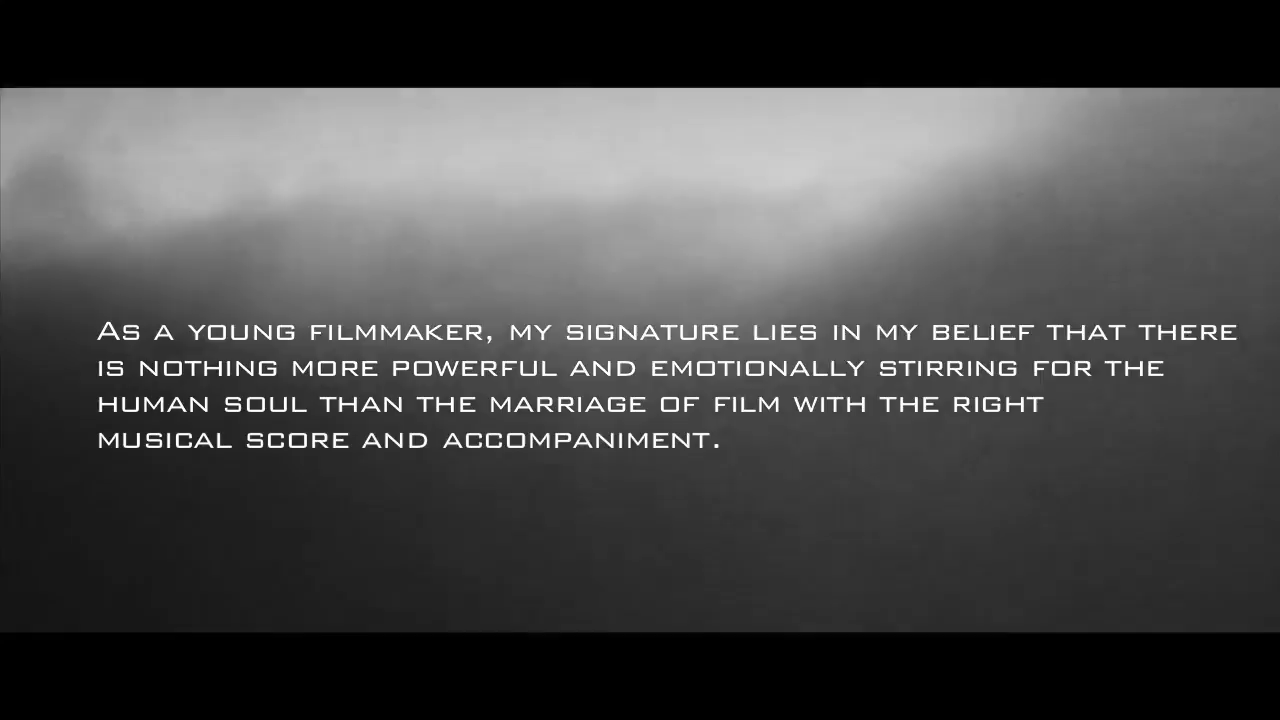 As a young filmmaker, my signature lies in my belief that there
is nothing more powerful and emotionally stirring for the
human soul than the marriage of film with the right
musical score and accompaniment.